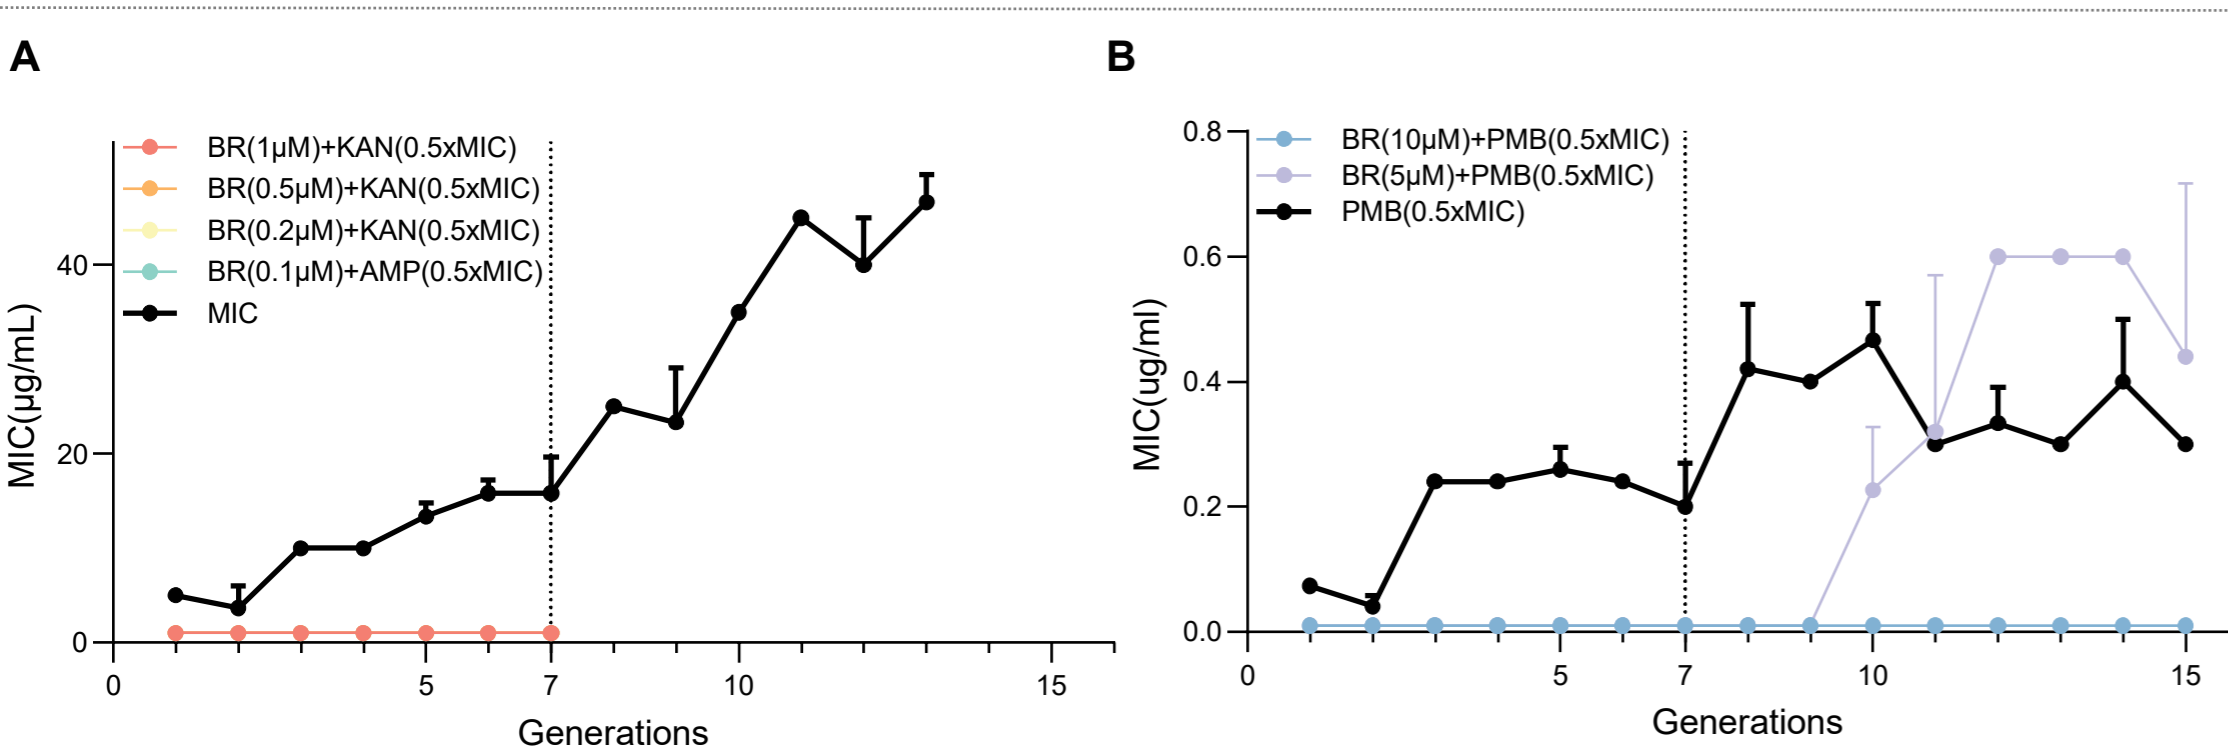 A
BR(1µM)+KAN(0.5xMIC)
BR(0.5µM)+KAN(0.5xMIC)
BR(0.2µM)+KAN(0.5xMIC)
BR(0.1µM)+AMP(0.5xMIC)
MIC
MIC(µg/mL)
40
20
0
0
5
7
10
15
Generations
B
BR(10µM)+PMB(0.5xMIC)
BR(5µM)+PMB(0.5xMIC)
PMB(0.5xMIC)
MIC(ug/ml)
0.8
0.6
0.4
0.2
0.0
0
5
7
10
15
Generations